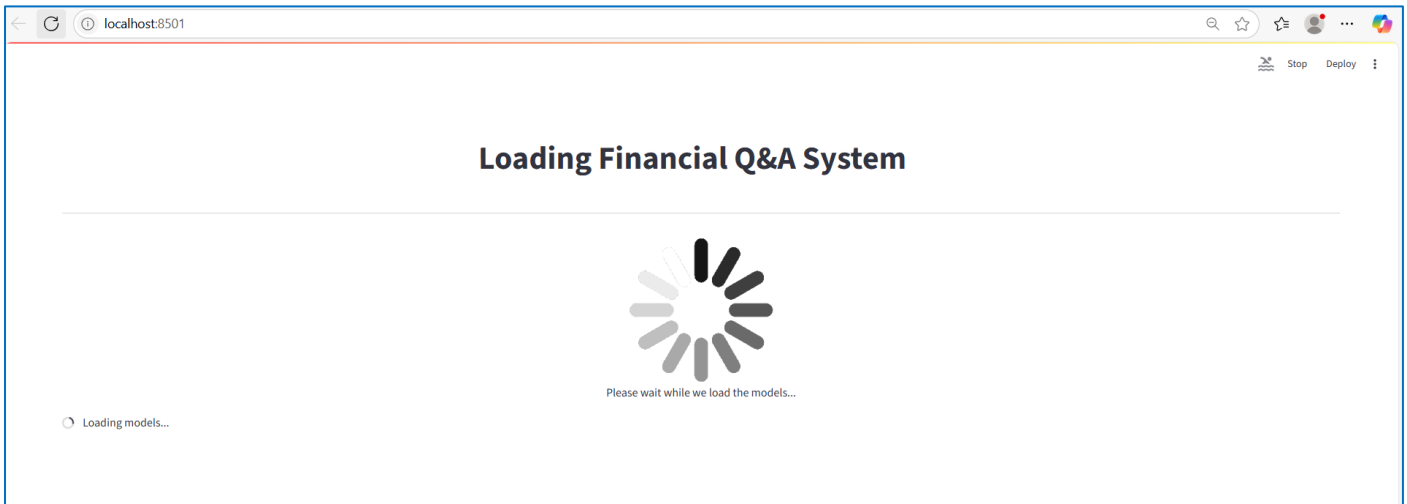 localhost:8501
Stop Deploy
Loading Financial Q&A System
Please wait while we load the models...
Loading models...